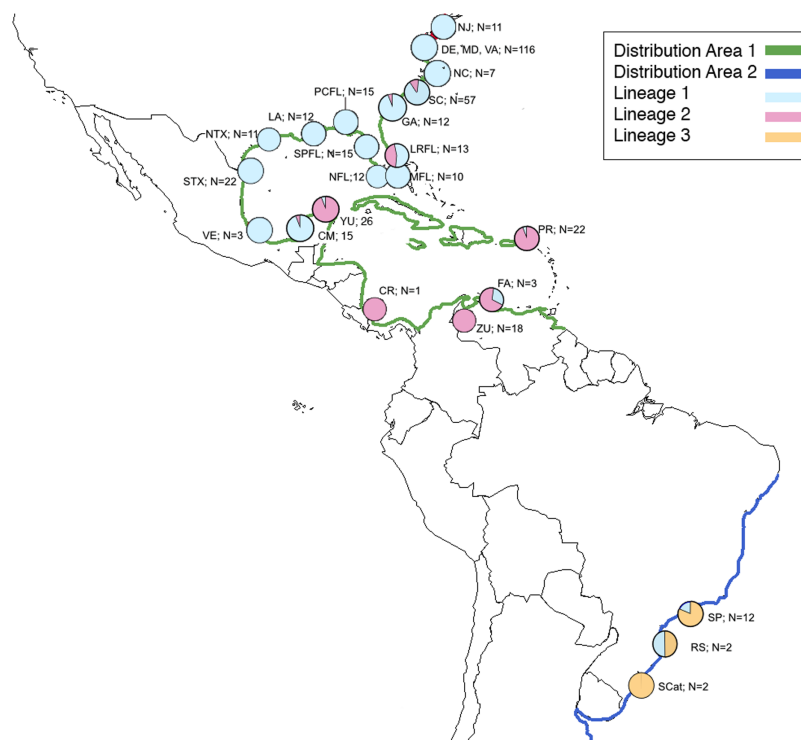 NJ; N=11
DE, MD, VA; N=116
NC; N=7
SC; N=57
GA; N=12
PCFL; N=15
LA; N=12
NTX; N=11
SPFL; N=15
LRFL; N=13
NFL;12
MFL; N=10
STX; N=22
YU; 26
VE; N=3
CM; 15
PR; N=22
FA; N=3
CR; N=1
ZU; N=18
SP; N=12
RS; N=2
SCat; N=2
Distribution Area 1
Distribution Area 2
Lineage 1
Lineage 2
Lineage 3